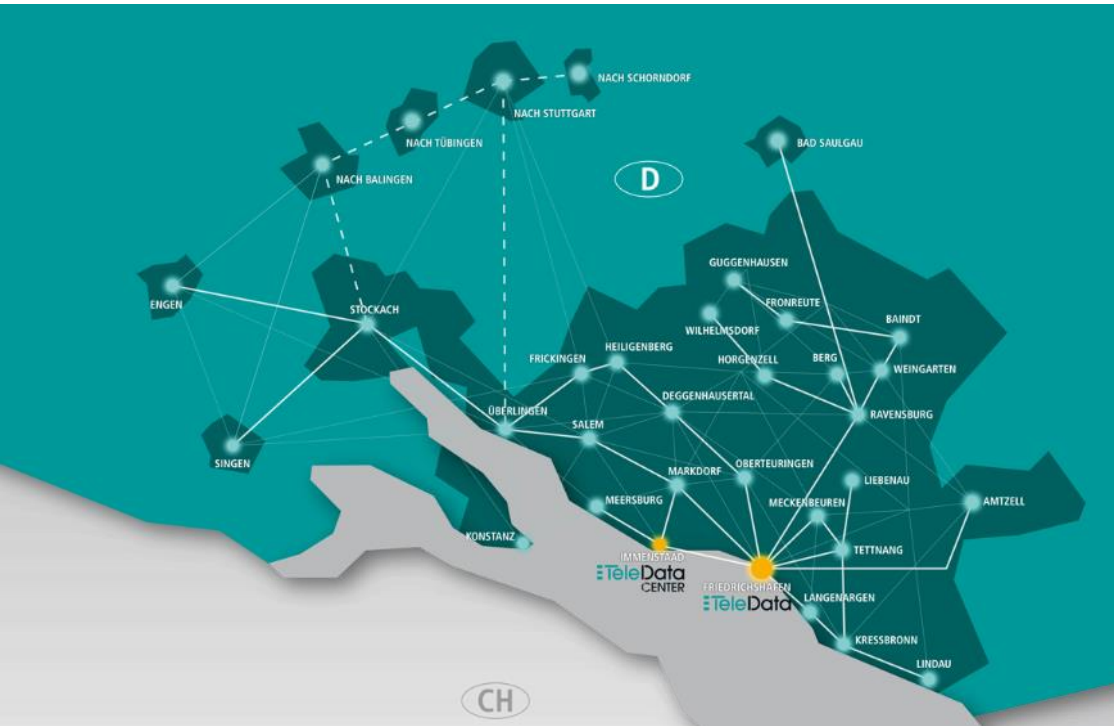 NACH SCHORNDORF
NACH STUTTGART
NACH TÜBINGEN
BAD SAULGAU
NACH BALINGEN
D
GUGGENHAUSEN
ENGEN
FRONREUTE
STOCKACH
BAINDT
WILHELMSDORF
HEILIGENBERG
FRICKINGEN
HORGENZELL
BERG
WEINGARTEN
DEGGENHAUSERTAL
ÜBERLINGEN
RAVENSBURG
SALEM
SINGEN
MARKDORF
OBERTEURINGEN
LIEBENAU
MEERSBURG
MECKENBEUREN
AMTZELL
KONSTANZ
TETTNANG
IMMENSTAAD
TeleData
CENTER
FRIEDRICHSHAFEN
TeleData
LANGENARGEN
KRESSBRONN
LINDAU
CH